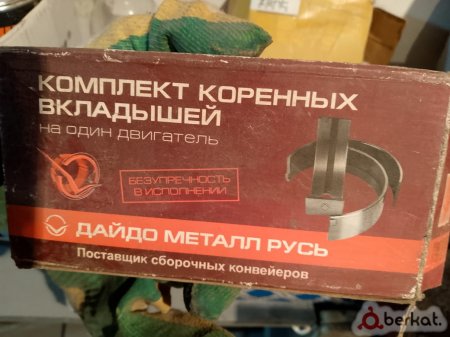 КОМПЛЕКТ КОРЕННЫХ
ВКЛАДЫШЕЙ
на один двигатель
БЕЗУПРЕЧНОСТЬ
В ИСПОЛНЕНИИ
ДАЙДО МЕТАЛЛ РУСЬ
Поставщик сборочных конвейеров
berkat.